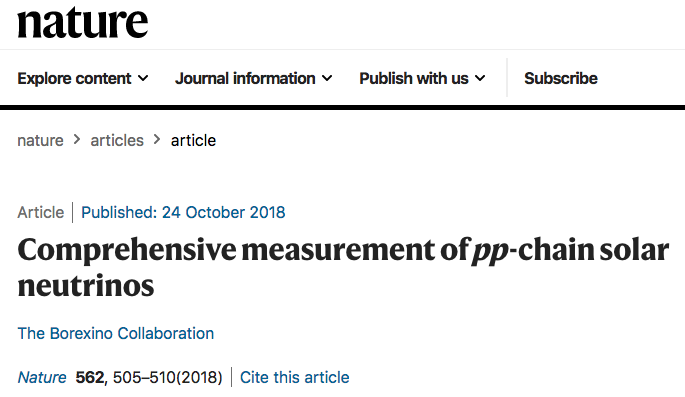 nature
Explore content Journal information Publish with us Subscribe
nature > articles > article
Article | Published: 24 October 2018
Comprehensive measurement of pp-chain solar
neutrinos
The Borexino Collaboration
Nature 562, 505–510(2018) | Cite this article